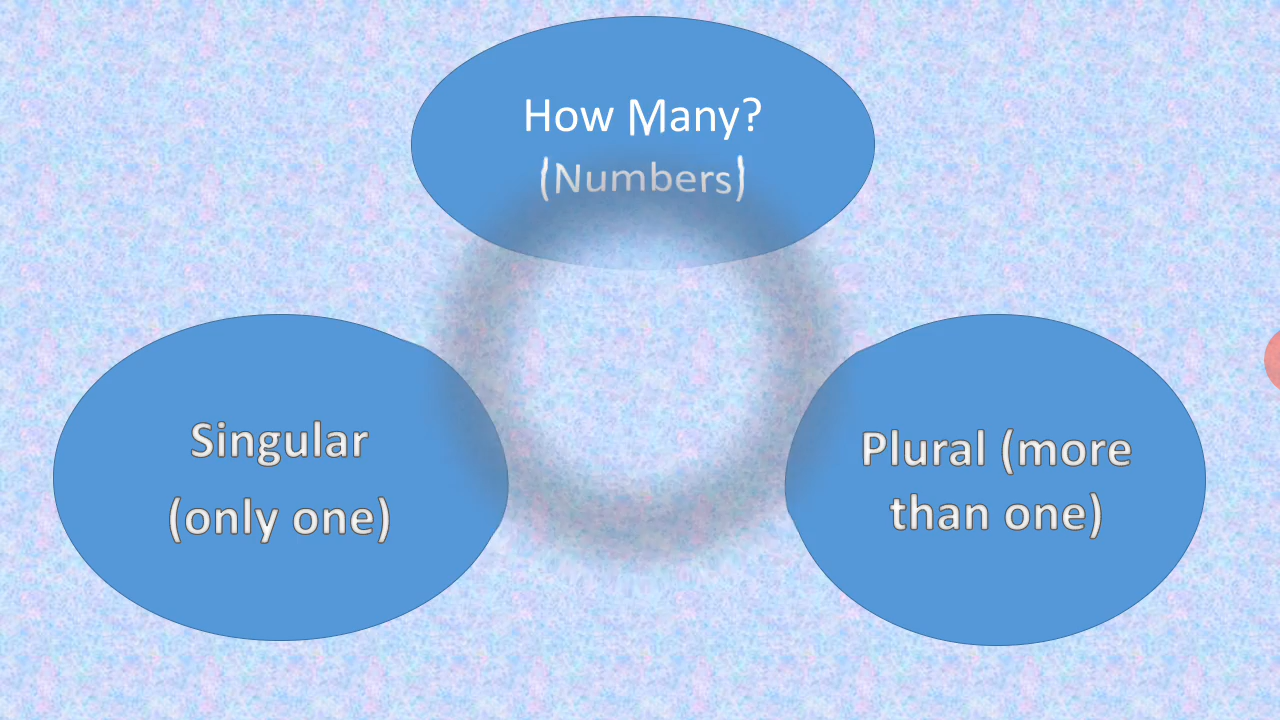 How Many?
(Numbers)
Singular
(only one)
Plural (more
than one)